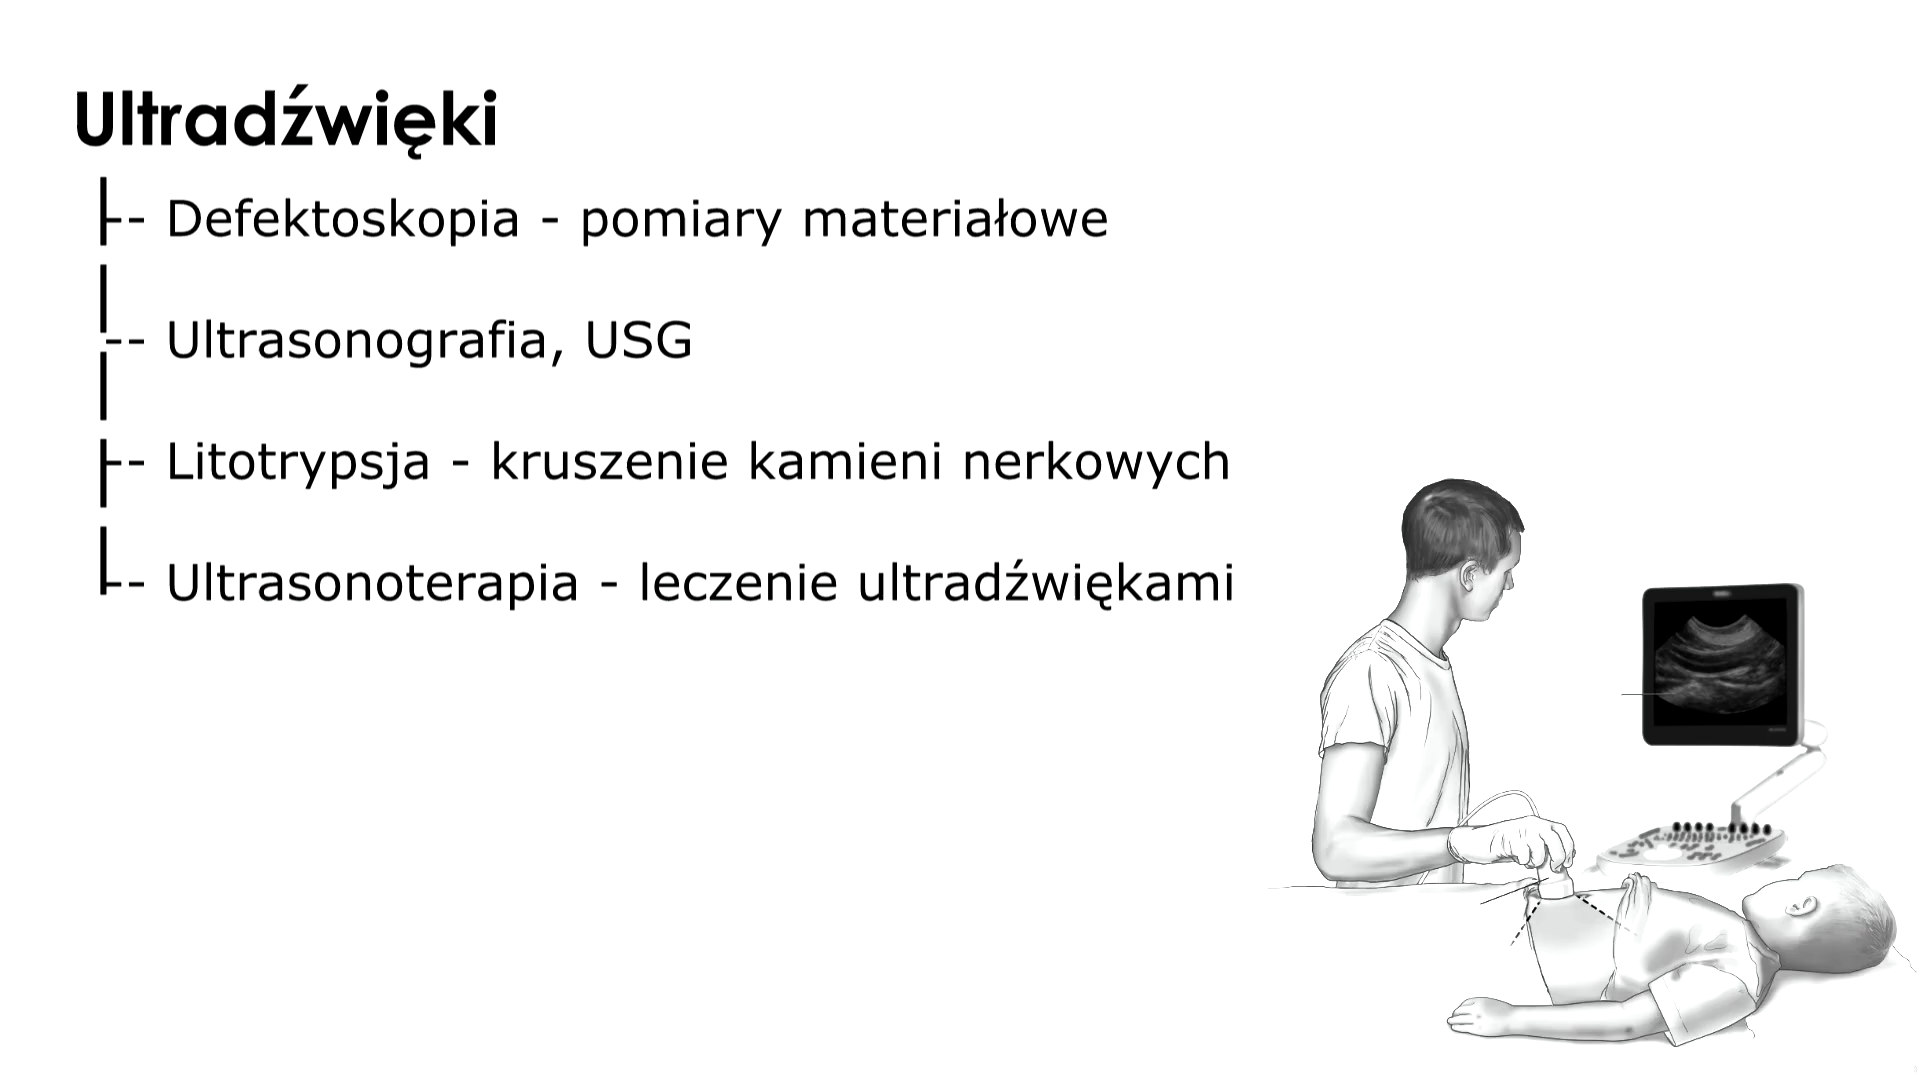 Ultradźwięki
|-- Defektoskopia - pomiary materiałowe
|
|-- Ultrasonografia, USG
|
|-- Litotrypsja - kruszenie kamieni nerkowych
|
|-- Ultrasonoterapia - leczenie ultradźwiękami